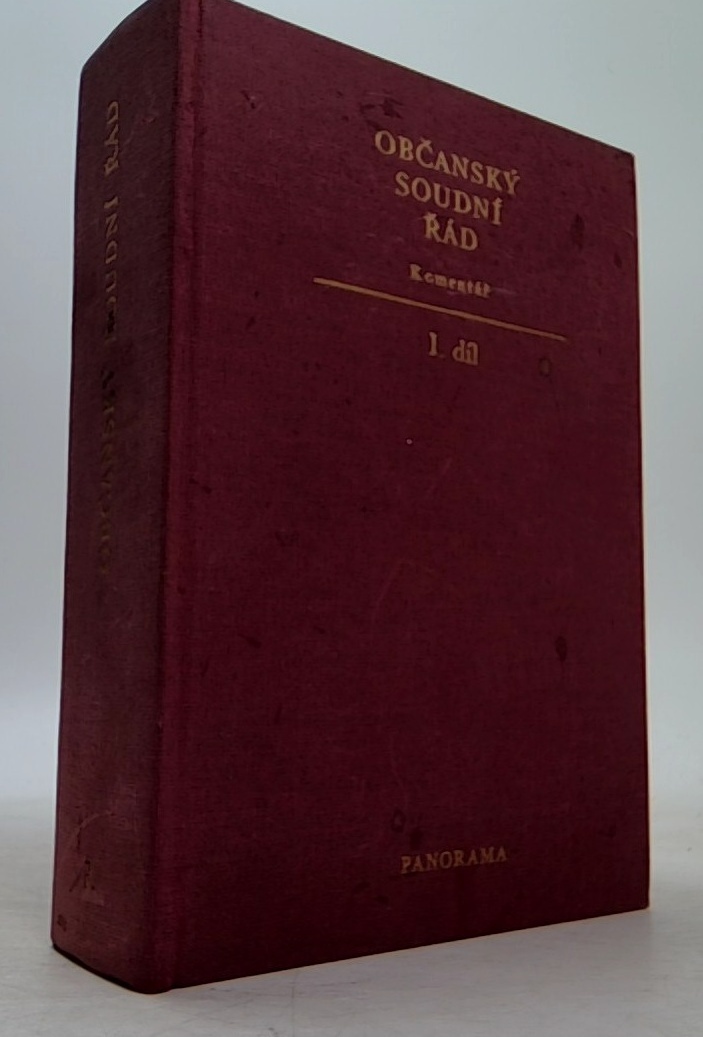 OBČANSKÝ
SOUDNÍ
ŘÁD
Komentář
I. díl
PANORAMA
OBČANSKÝ SOUDNÍ ŘÁD